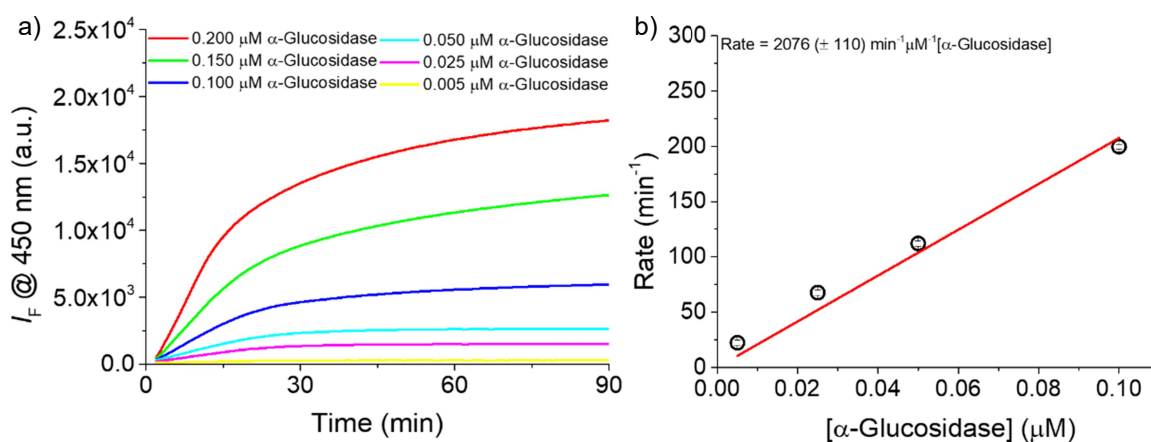 a)
2.5x10⁴
2.0x10⁴
1.5x10⁴
1.0x10⁴
5.0x10³
0.0
I_F @ 450 nm (a.u.)
0.200 μM α-Glucosidase
0.150 μM α-Glucosidase
0.100 μM α-Glucosidase
0.050 μM α-Glucosidase
0.025 μM α-Glucosidase
0.005 μM α-Glucosidase
0 30 60 90
Time (min)
b)
Rate = 2076 (± 110) min⁻¹μM⁻¹[α-Glucosidase]
300
250
200
150
100
50
0
Rate (min⁻¹)
0.00 0.02 0.04 0.06 0.08 0.10
[α-Glucosidase] (μM)